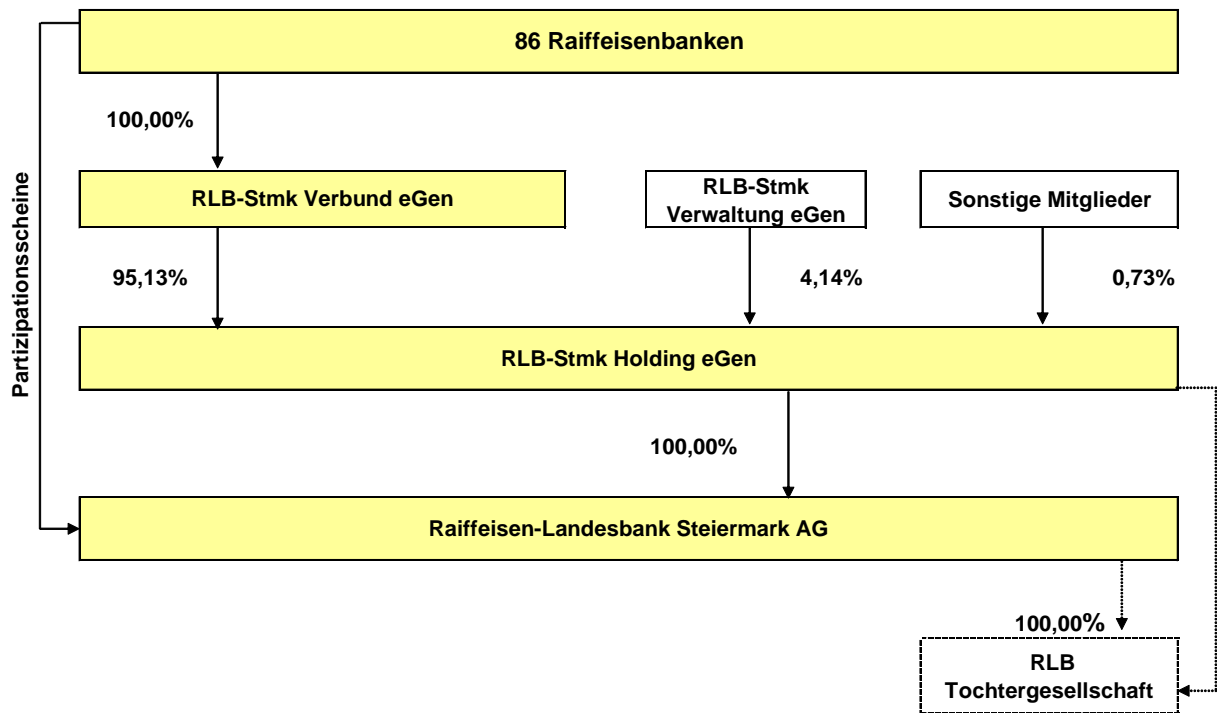 86 Raiffeisenbanken
100,00%
Partizipationsscheine
RLB-Stmk Verbund eGen
RLB-Stmk
Verwaltung eGen
Sonstige Mitglieder
95,13%
4,14%
0,73%
RLB-Stmk Holding eGen
100,00%
Raiffeisen-Landesbank Steiermark AG
100,00%
RLB
Tochtergesellschaft